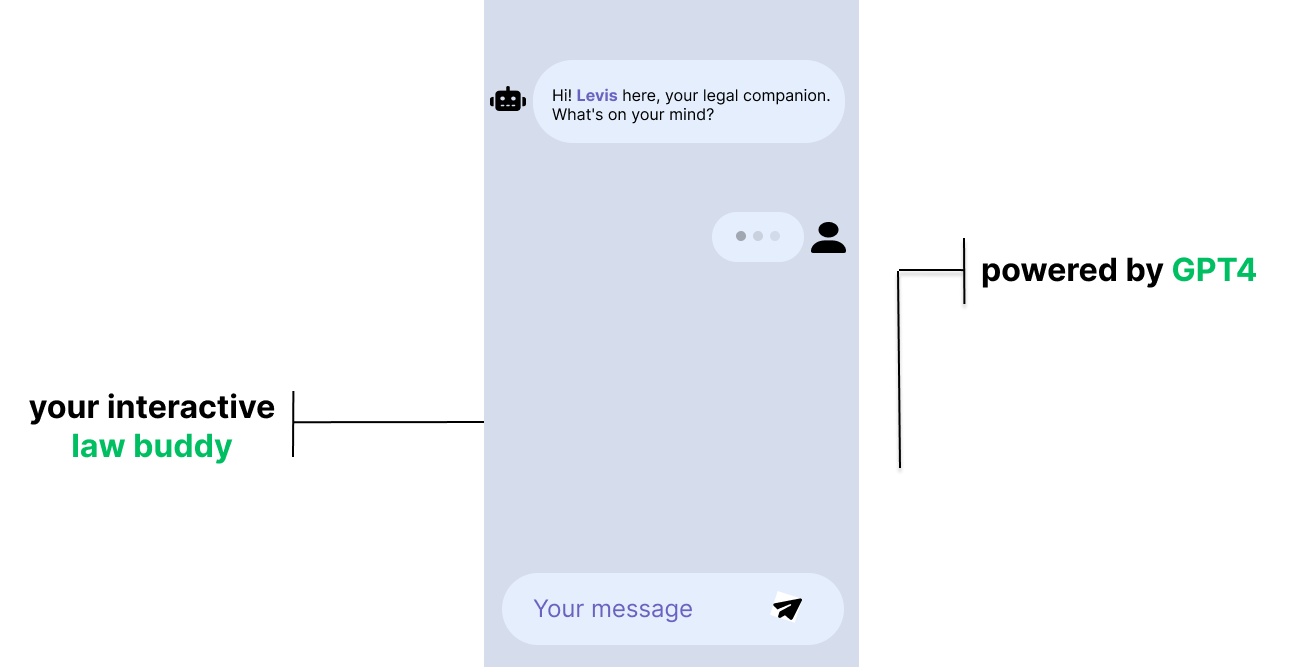 Hi! Levis here, your legal companion.
What's on your mind?
powered by GPT4
your interactive
law buddy
Your message